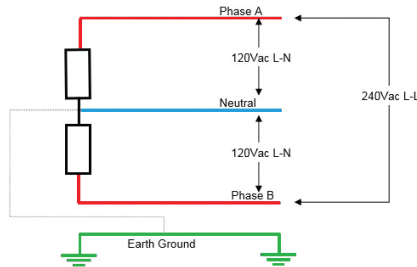 Phase A
120Vac L-N
240Vac L-L
Neutral
120Vac L-N
Phase B
Earth Ground